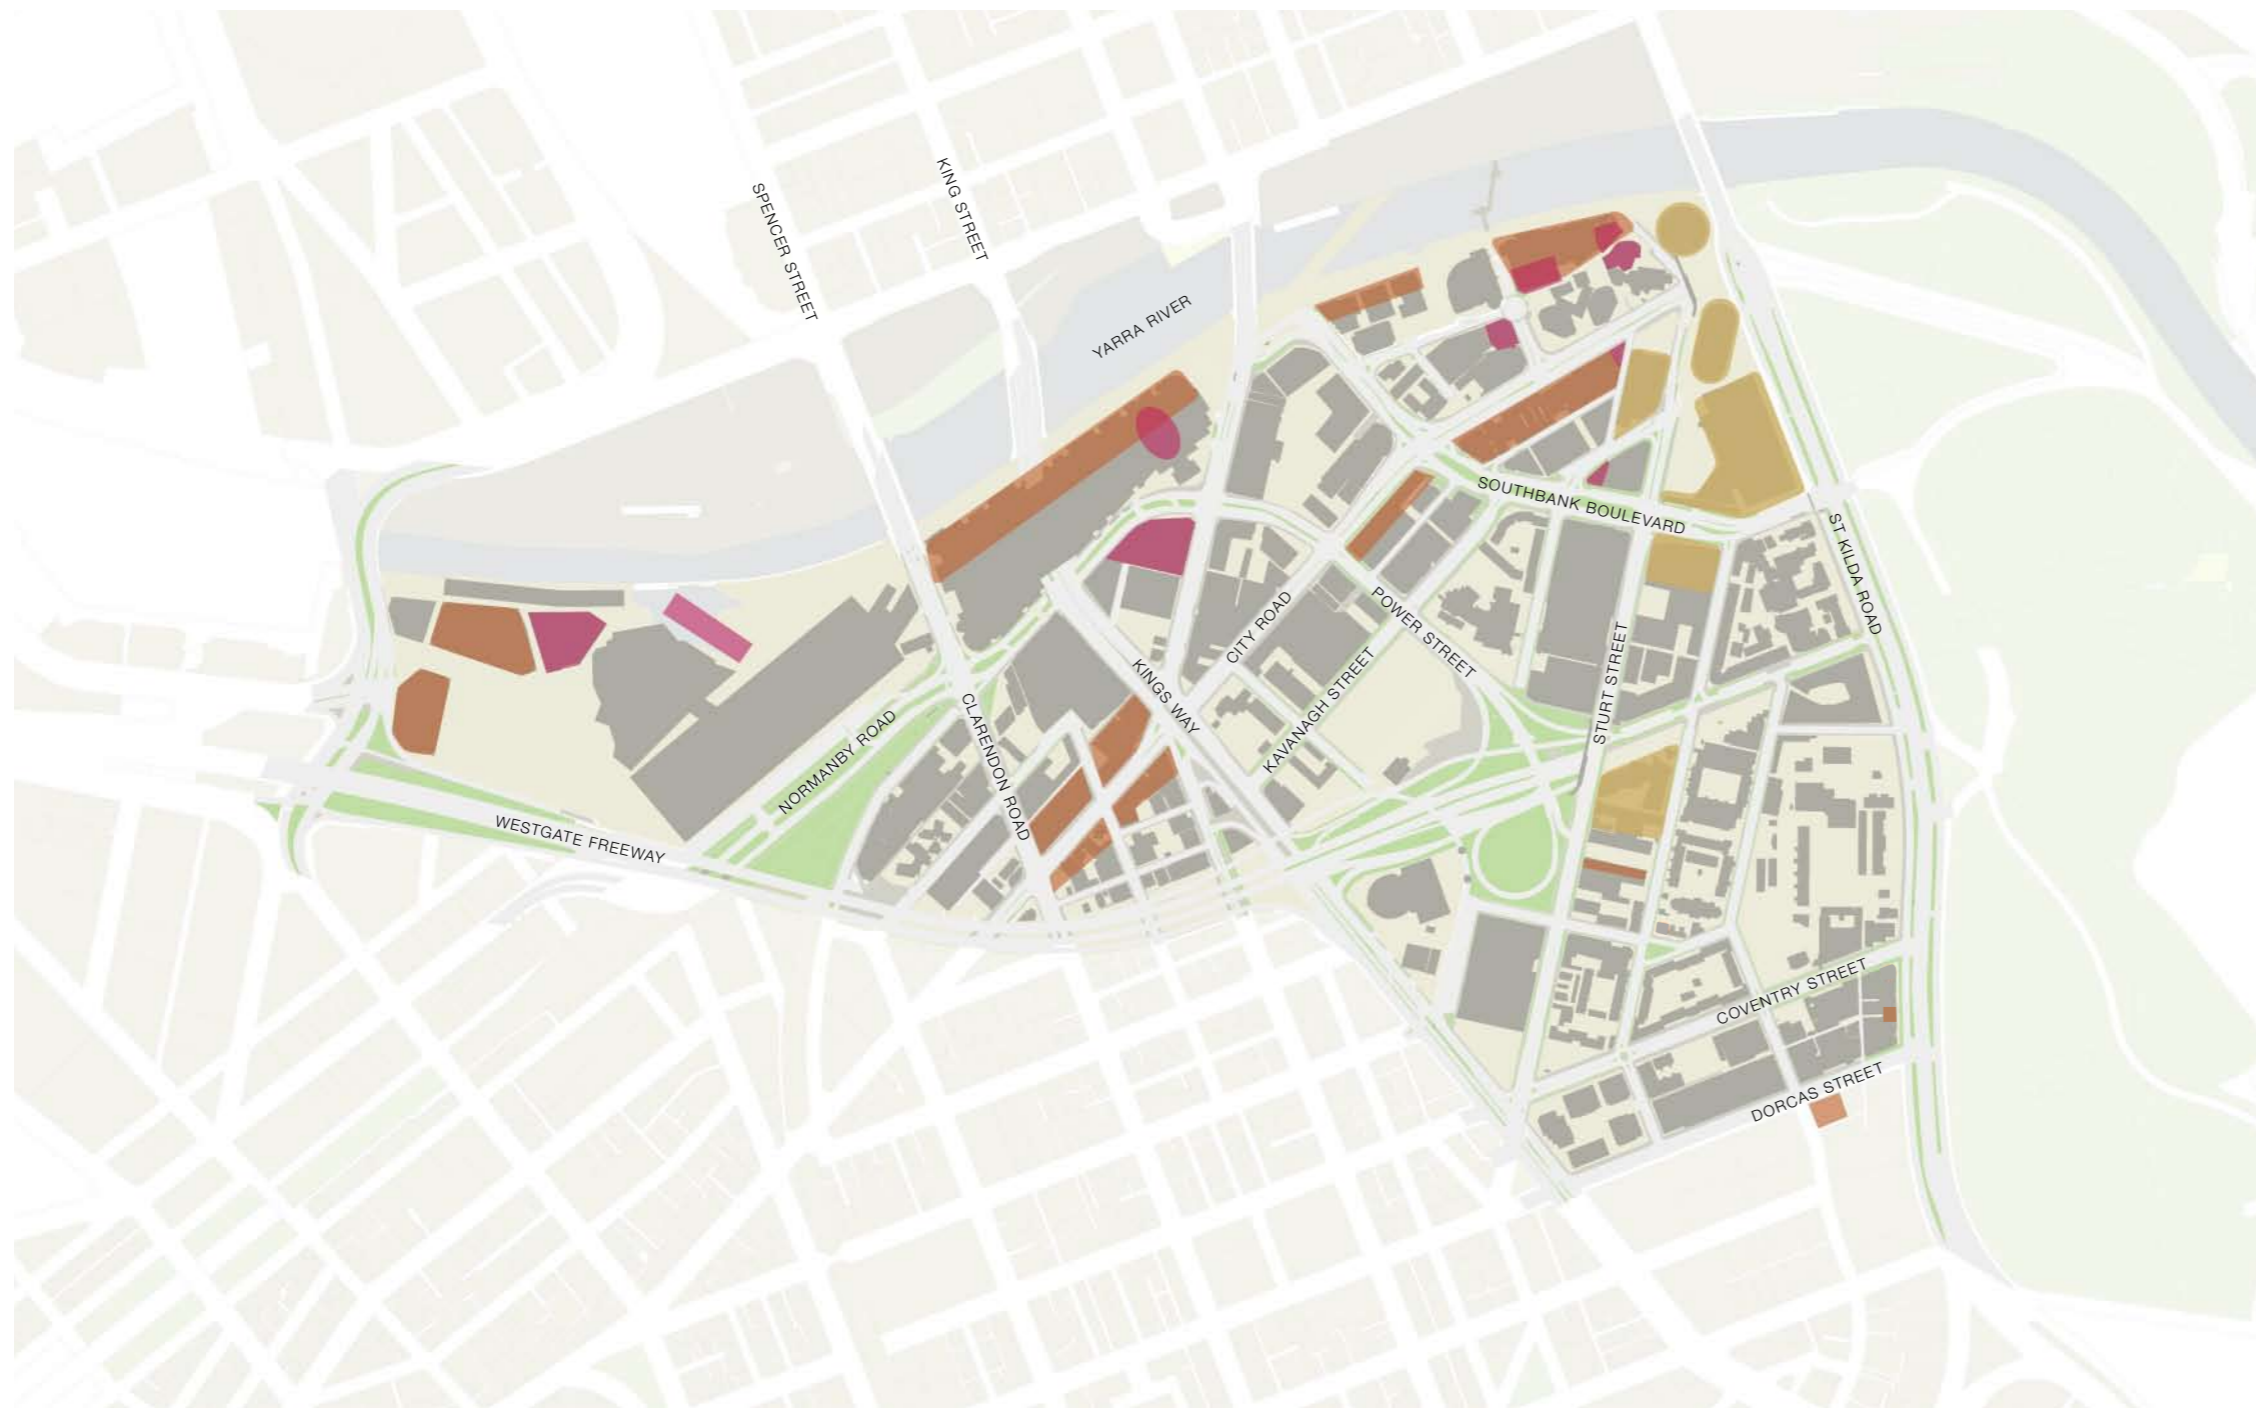 KING STREET
SPENCER STREET
YARRA RIVER
SOUTHBANK BOULEVARD
ST KILDA ROAD
POWER STREET
CITY ROAD
STURT STREET
KAVANAGH STREET
KINGS WAY
CLARENDON ROAD
NORMANBY ROAD
WESTGATE FREEWAY
COVENTRY STREET
DORCAS STREET